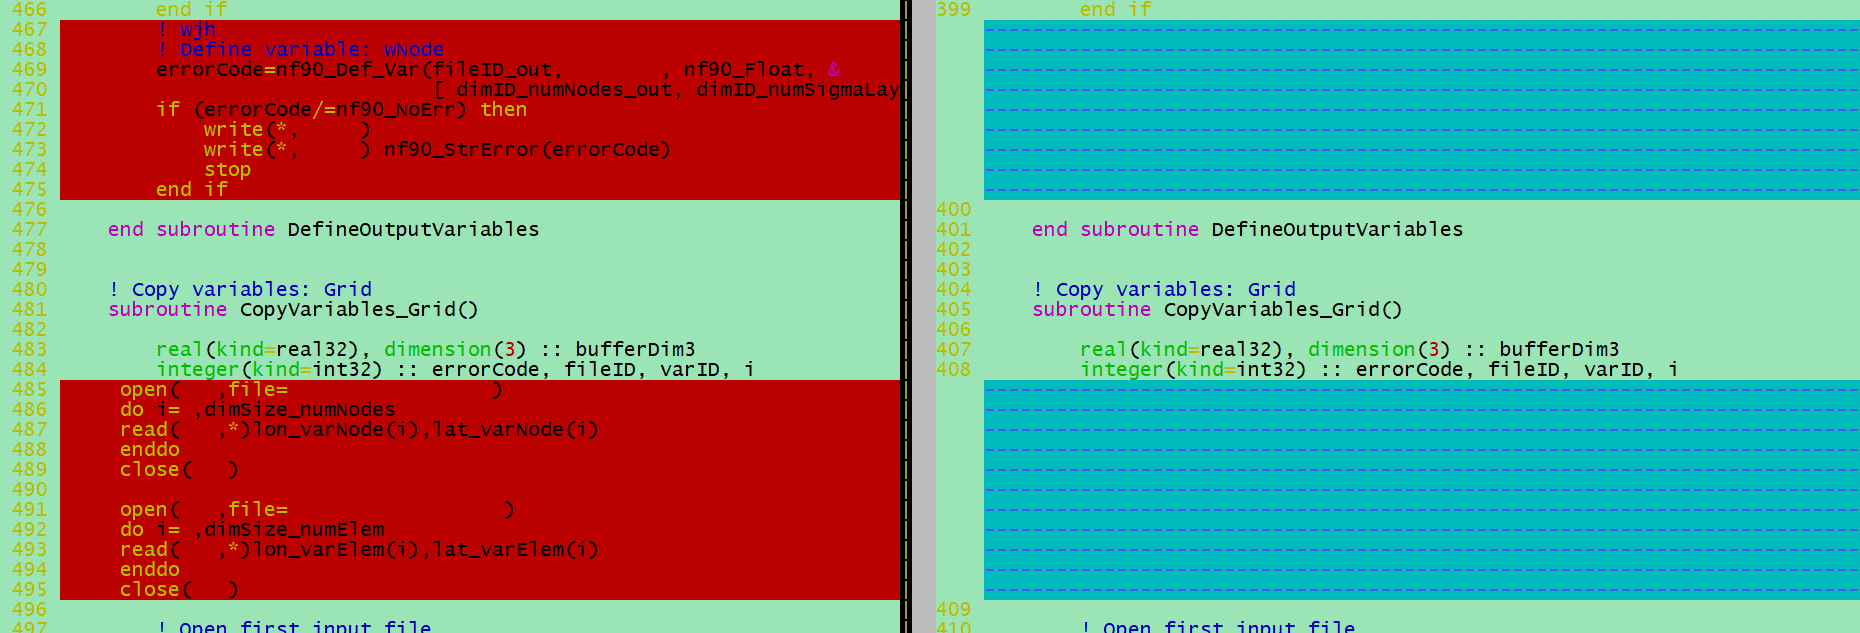 466         end if
467         ! wjh
468         ! Define variable: wNode
469         errorCode=nf90_Def_Var(fileID_out,        , nf90_Float, &
470                                [ dimID_numNodes_out, dimID_numSigmaLay
471         if (errorCode/=nf90_NoErr) then
472             write(*,     )
473             write(*,     ) nf90_StrError(errorCode)
474             stop
475         end if
476
477     end subroutine DefineOutputVariables
478
479
480     ! Copy variables: Grid
481     subroutine CopyVariables_Grid()
482
483         real(kind=real32), dimension(3) :: bufferDim3
484         integer(kind=int32) :: errorCode, fileID, varID, i
485      open(   ,file=                 )
486      do i= ,dimSize_numNodes
487      read(   ,*)lon_varNode(i),lat_varNode(i)
488      enddo
489      close(   )
490
491      open(   ,file=                  )
492      do i= ,dimSize_numElem
493      read(   ,*)lon_varElem(i),lat_varElem(i)
494      enddo
495      close(   )
496
497         ! Open first input file
399         end if
400
401     end subroutine DefineOutputVariables
402
403
404     ! Copy variables: Grid
405     subroutine CopyVariables_Grid()
406
407         real(kind=real32), dimension(3) :: bufferDim3
408         integer(kind=int32) :: errorCode, fileID, varID, i
409
410         ! Open first input file